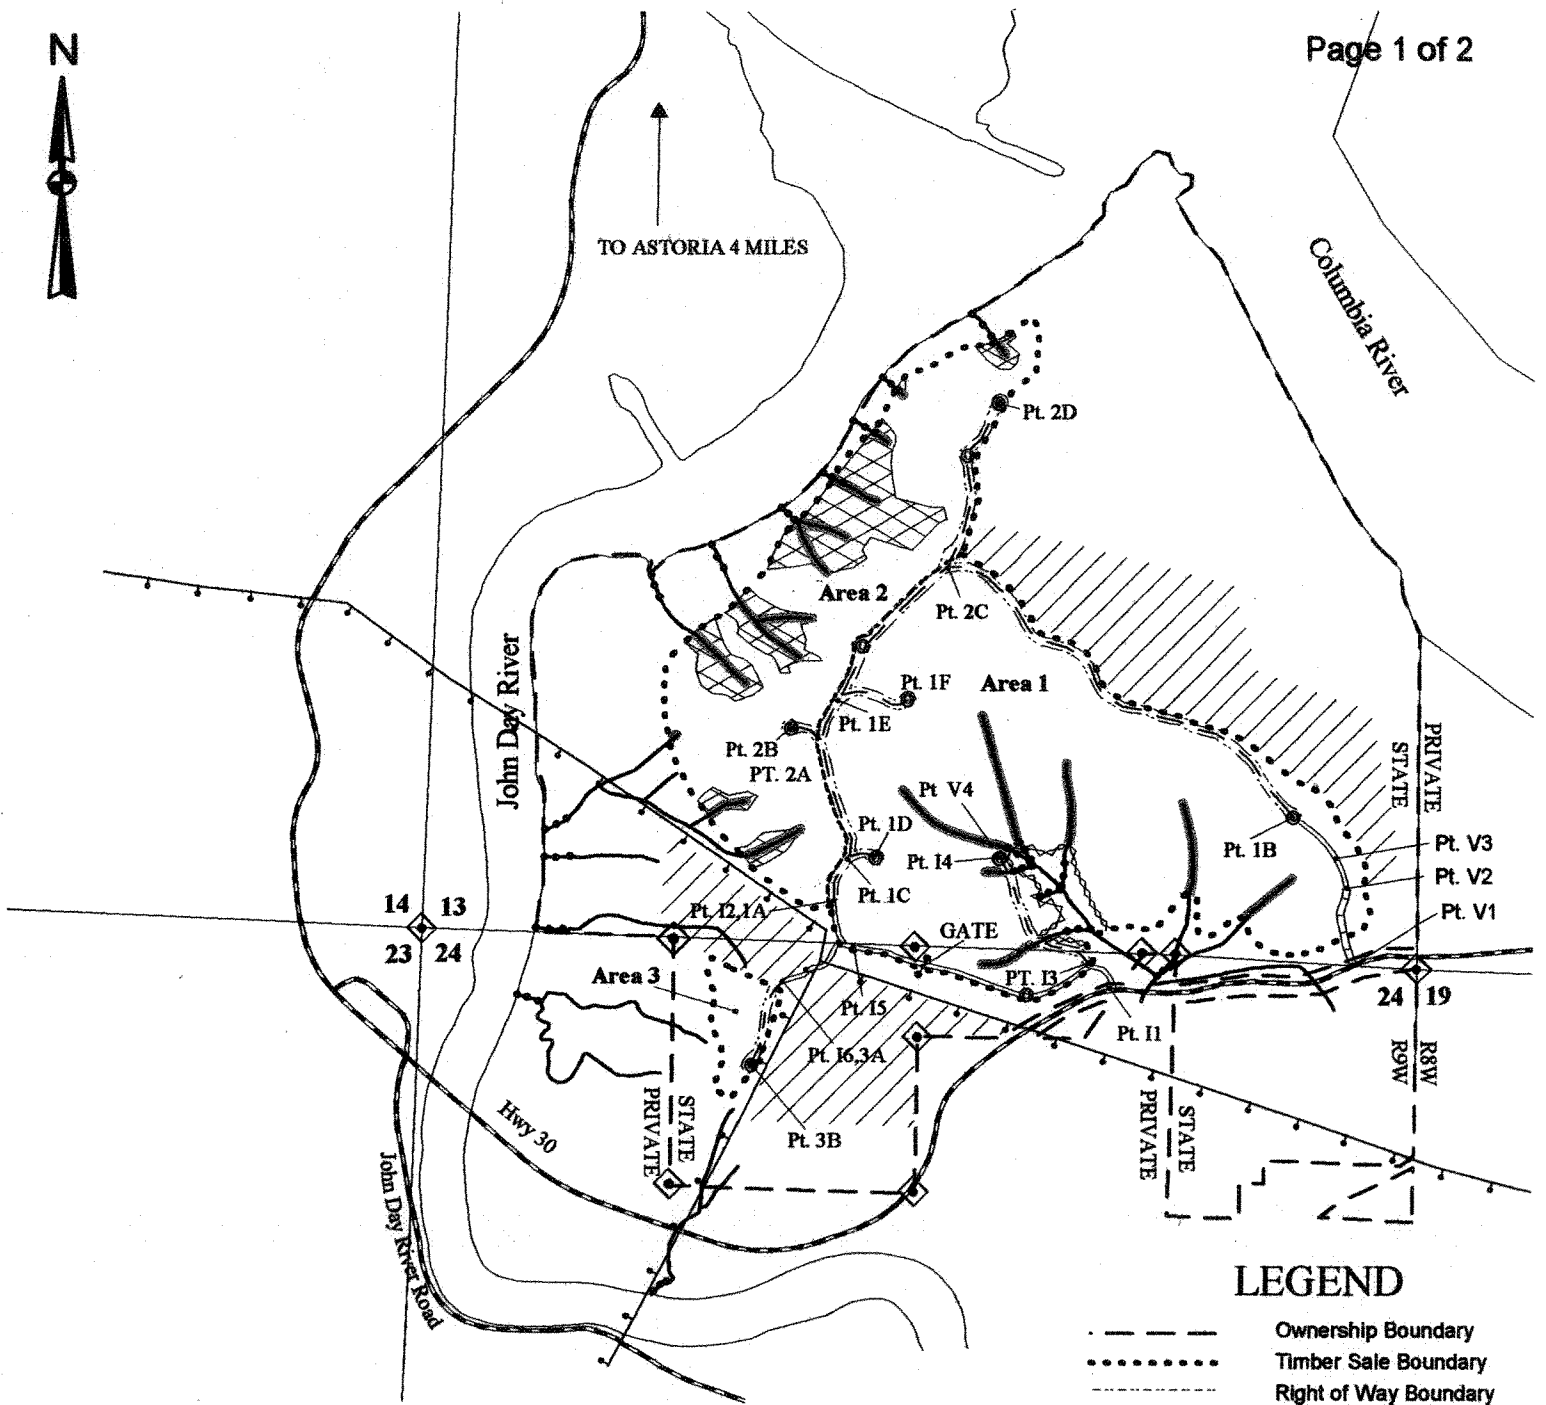 N
Page 1 of 2
TO ASTORIA 4 MILES
Columbia River
Pt. 2D
Area 2
Pt. 2C
John Day River
Pt. 1F
Area 1
Pt. 1E
Pt. 2B
PT. 2A
PRIVATE
STATE
Pt V4
Pt. 1D
Pt. I4
Pt. 1B
Pt. V3
Pt. V2
Pt. 1C
Pt. I2,1A
Pt. V1
14 13
23 24
GATE
Area 3
PT. I3
24 19
Pt. I5
Pt. I1
Pt. I6,3A
R9W
R8W
PRIVATE
STATE
PRIVATE
STATE
Hwy 30
Pt. 3B
John Day River Road
LEGEND
Ownership Boundary
Timber Sale Boundary
Right of Way Boundary